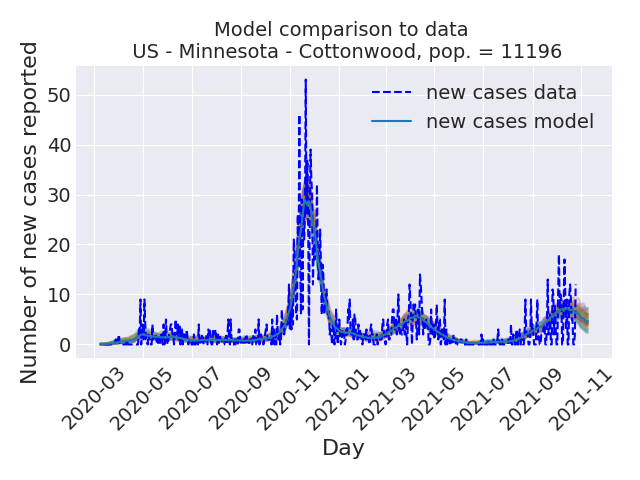 Model comparison to data
US - Minnesota - Cottonwood, pop. = 11196
new cases data
new cases model
Number of new cases reported
50
40
30
20
10
0
2020-03
2020-05
2020-07
2020-09
2020-11
2021-01
2021-03
2021-05
2021-07
2021-09
2021-11
Day